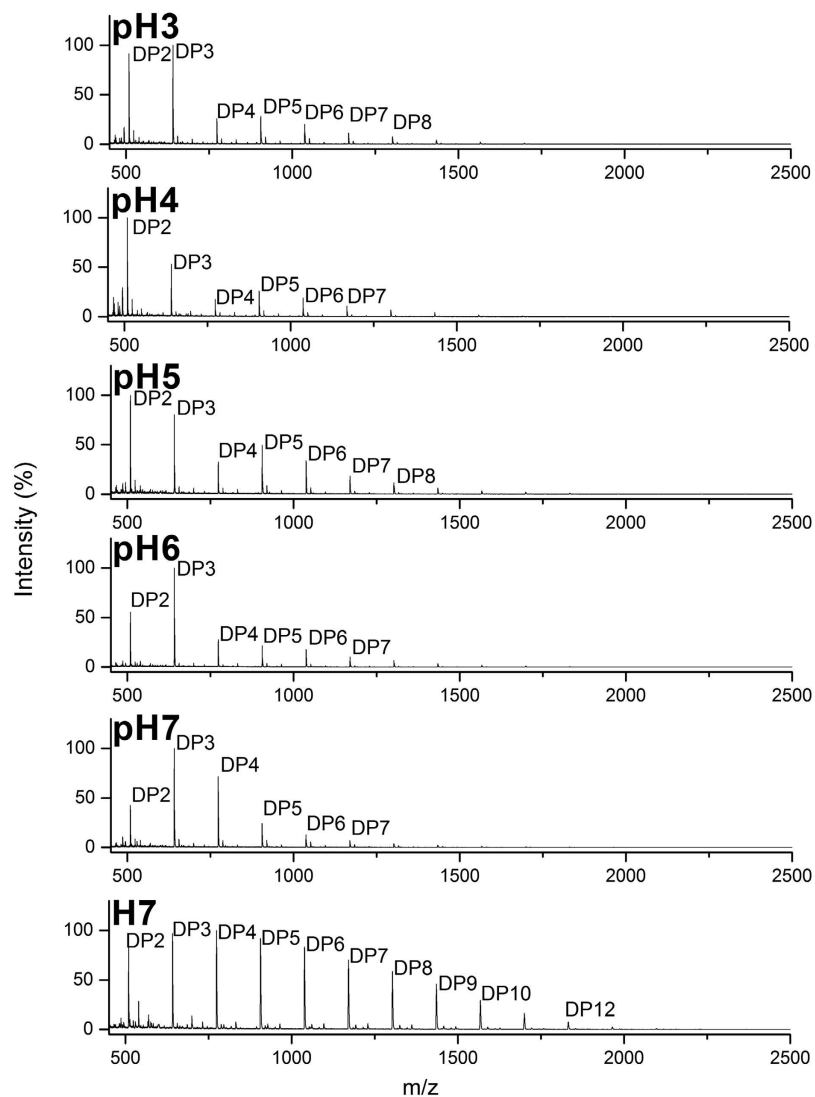 pH3
100
50
0
DP2
DP3
DP4
DP5
DP6
DP7
DP8
500
1000
1500
2000
2500
pH4
100
50
0
DP2
DP3
DP4
DP5
DP6
DP7
500
1000
1500
2000
2500
pH5
100
50
0
DP2
DP3
DP4
DP5
DP6
DP7
DP8
500
1000
1500
2000
2500
Intensity (%)
pH6
100
50
0
DP2
DP3
DP4
DP5
DP6
DP7
500
1000
1500
2000
2500
pH7
100
50
0
DP2
DP3
DP4
DP5
DP6
DP7
500
1000
1500
2000
2500
H7
100
50
0
DP2
DP3
DP4
DP5
DP6
DP7
DP8
DP9
DP10
DP12
500
1000
1500
2000
2500
m/z